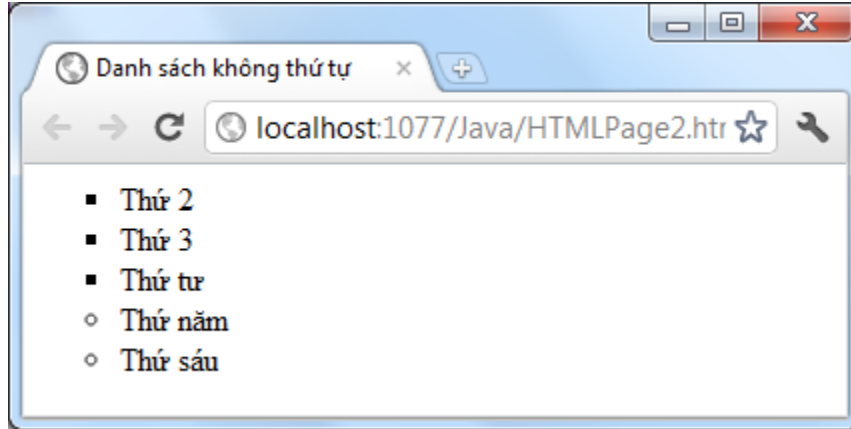 Danh sách không thứ tự
localhost:1077/Java/HTMLPage2.htr
Thứ 2
Thứ 3
Thứ tư
Thứ năm
Thứ sáu